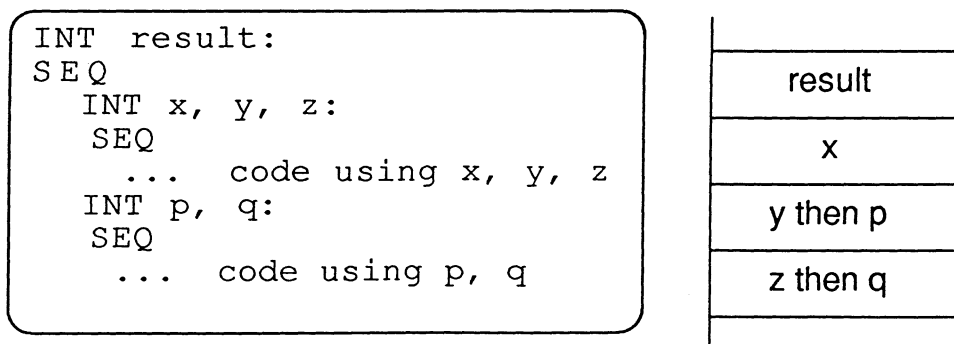 INT result:
SEQ
INT x, y, z:
SEQ
... code using x, y, z
INT p, q:
SEQ
... code using p, q
result
x
y then p
z then q